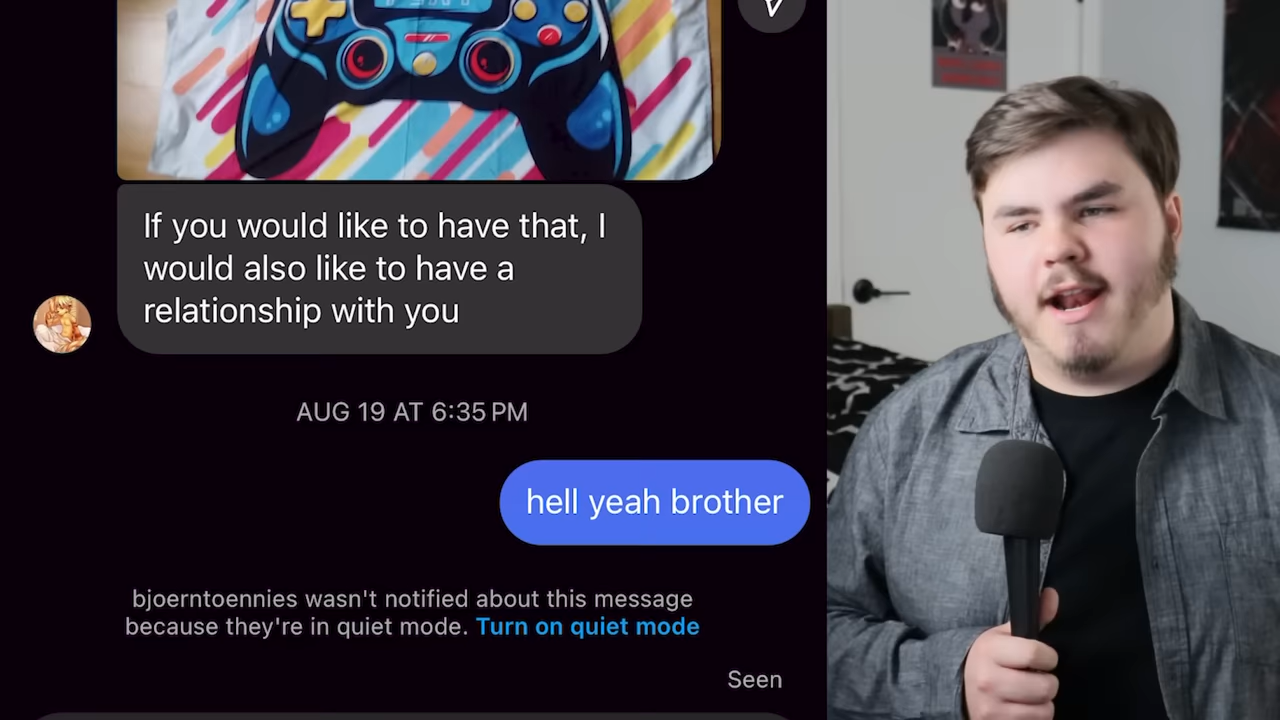 If you would like to have that, I
would also like to have a
relationship with you
AUG 19 AT 6:35 PM
hell yeah brother
bjoerntoennies wasn't notified about this message
because they're in quiet mode. Turn on quiet mode
Seen